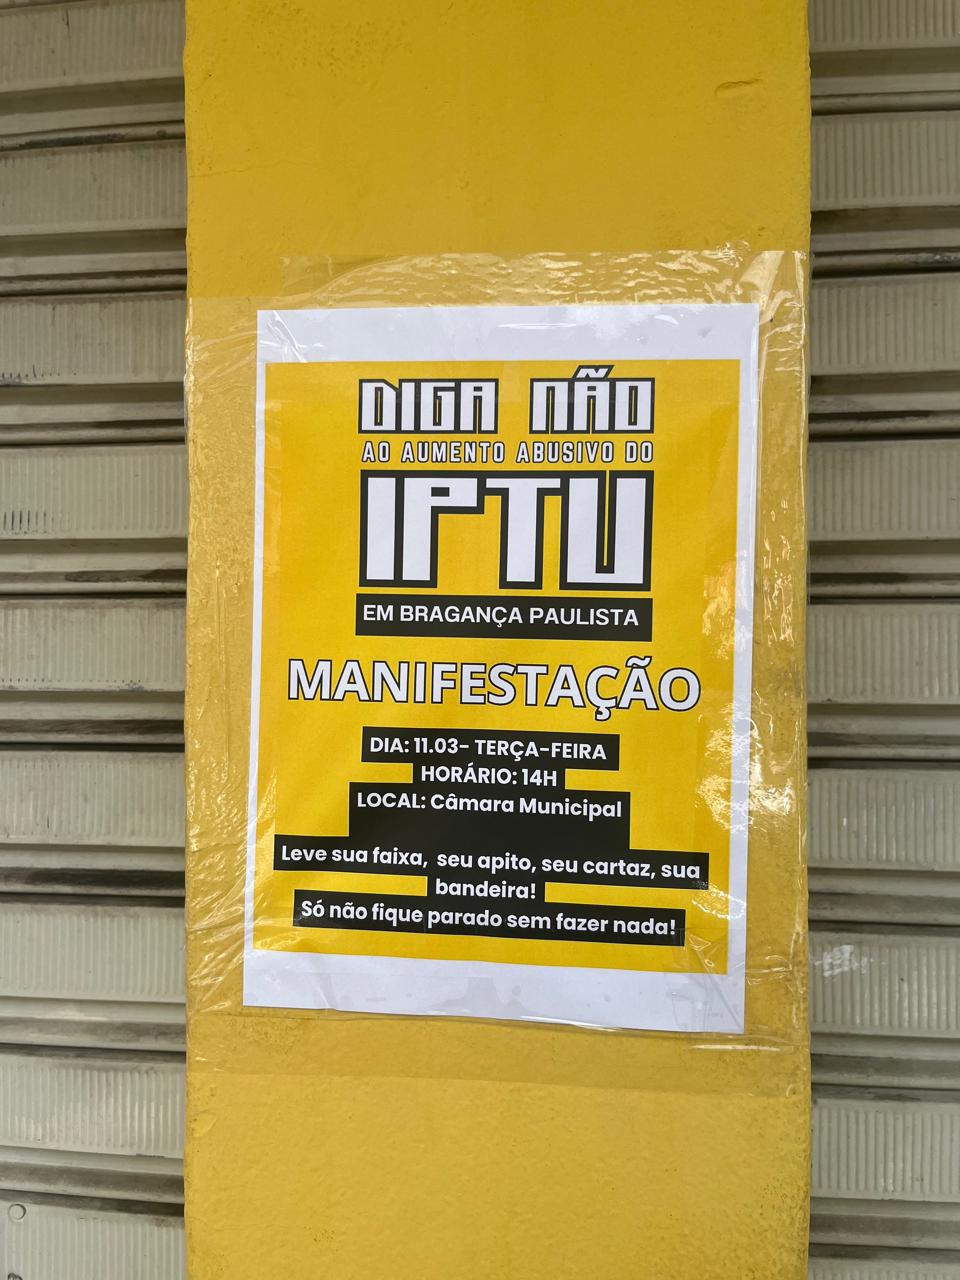 DIGA NÃO
AO AUMENTO ABUSIVO DO
IPTU
EM BRAGANÇA PAULISTA
MANIFESTAÇÃO
DIA: 11.03- TERÇA-FEIRA
HORÁRIO: 14H
LOCAL: Câmara Municipal
Leve sua faixa, seu apito, seu cartaz, sua
bandeira!
Só não fique parado sem fazer nada!